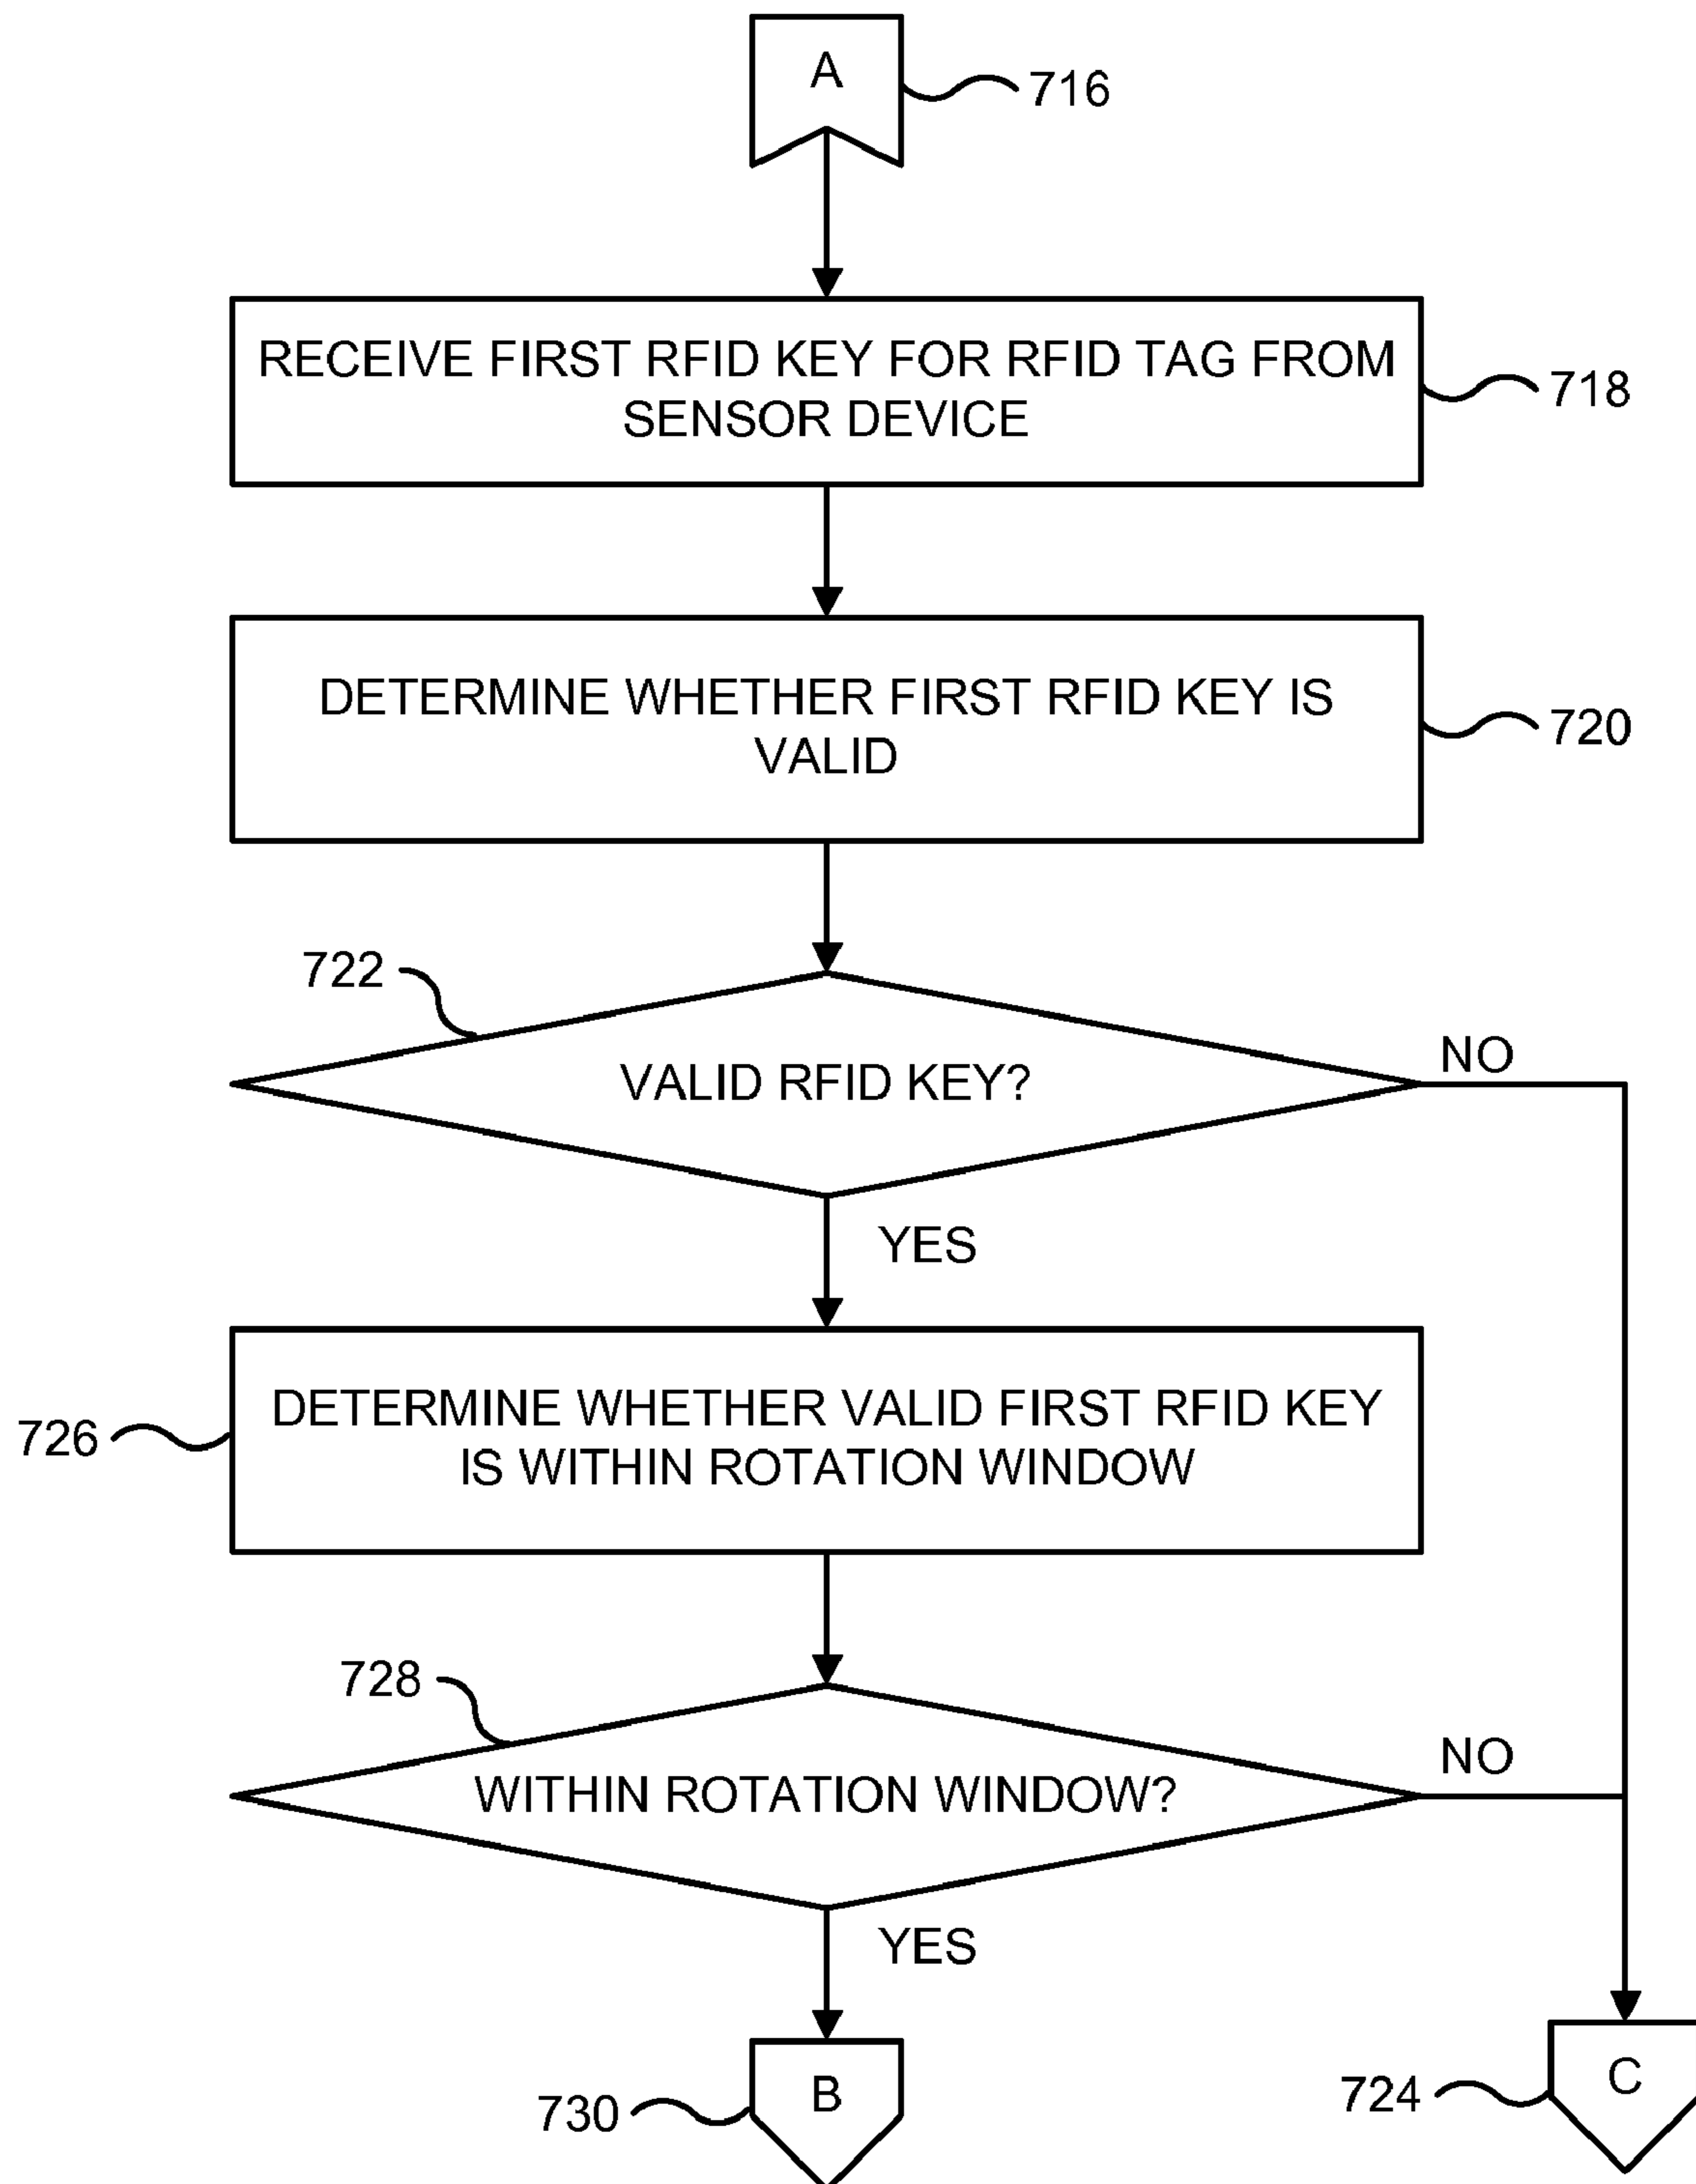 A
716
RECEIVE FIRST RFID KEY FOR RFID TAG FROM
SENSOR DEVICE
718
DETERMINE WHETHER FIRST RFID KEY IS
VALID
720
722
VALID RFID KEY?
NO
YES
726
DETERMINE WHETHER VALID FIRST RFID KEY
IS WITHIN ROTATION WINDOW
728
WITHIN ROTATION WINDOW?
NO
YES
730
B
724
C